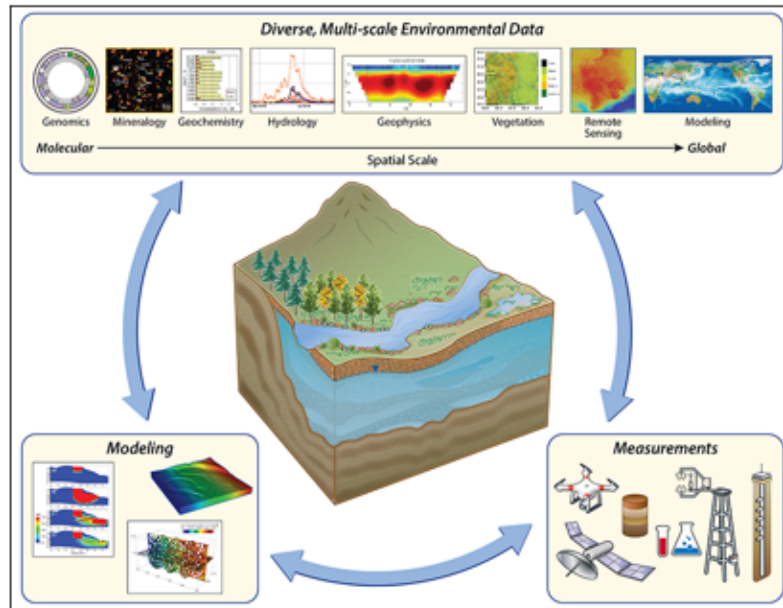 Diverse, Multi-scale Environmental Data
Genomics Mineralogy Geochemistry Hydrology Geophysics Vegetation Remote Sensing Modeling
Molecular Global
Spatial Scale
Modeling
Measurements